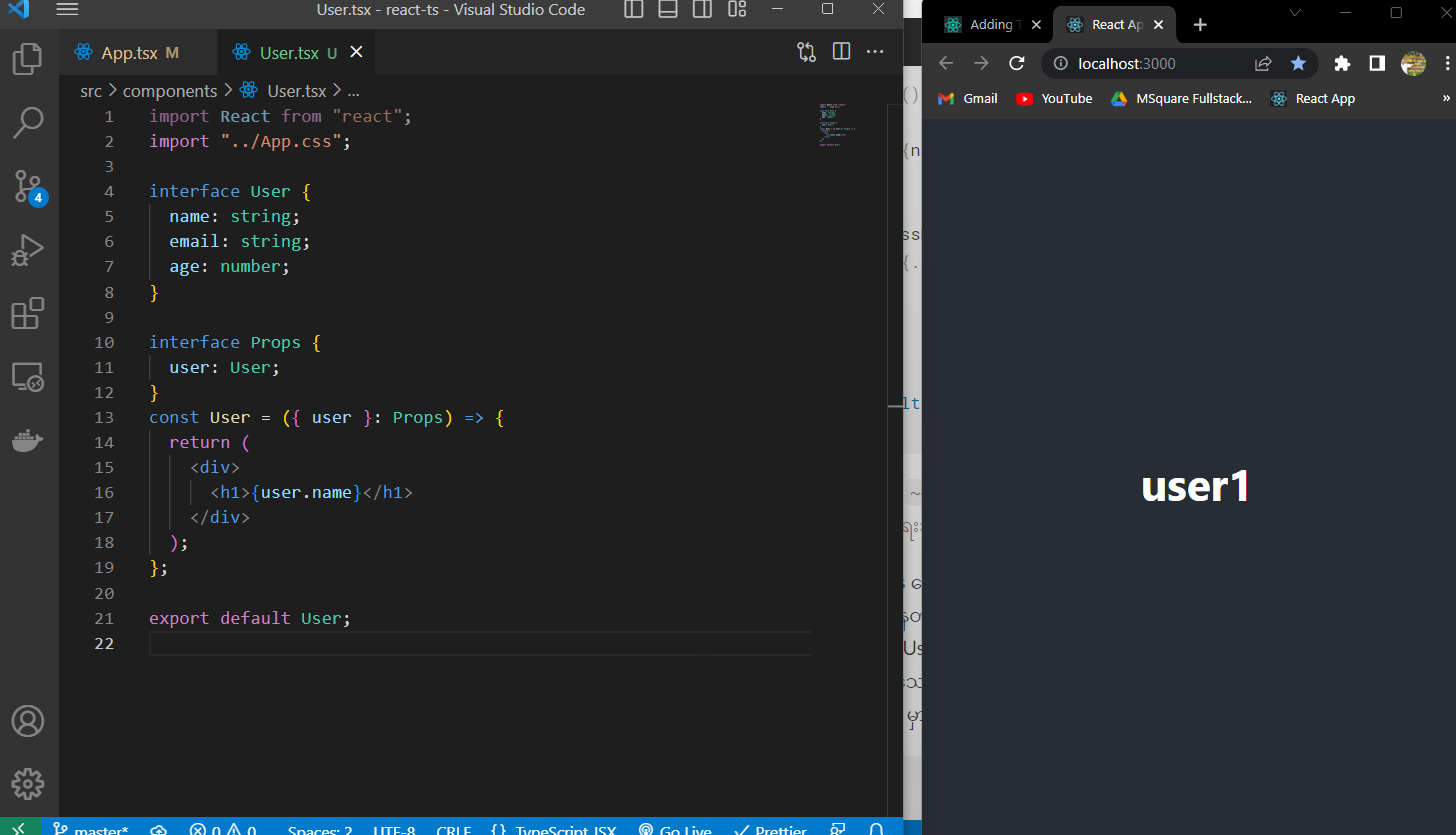 User.tsx - react-ts - Visual Studio Code
App.tsx M
User.tsx U
src > components > User.tsx > ...
1 import React from "react";
2 import "../App.css";
3
4 interface User {
5 name: string;
6 email: string;
7 age: number;
8 }
9
10 interface Props {
11 user: User;
12 }
13 const User = ({ user }: Props) => {
14 return (
15 <div>
16 <h1>{user.name}</h1>
17 </div>
18 );
19 };
20
21 export default User;
22
4
master* 0 0 Spaces: 2 UTF-8 CRLF {} TypeScript JSX Go Live Prettier
Adding
React Ap
localhost:3000
Gmail YouTube MSquare Fullstack... React App »
user1